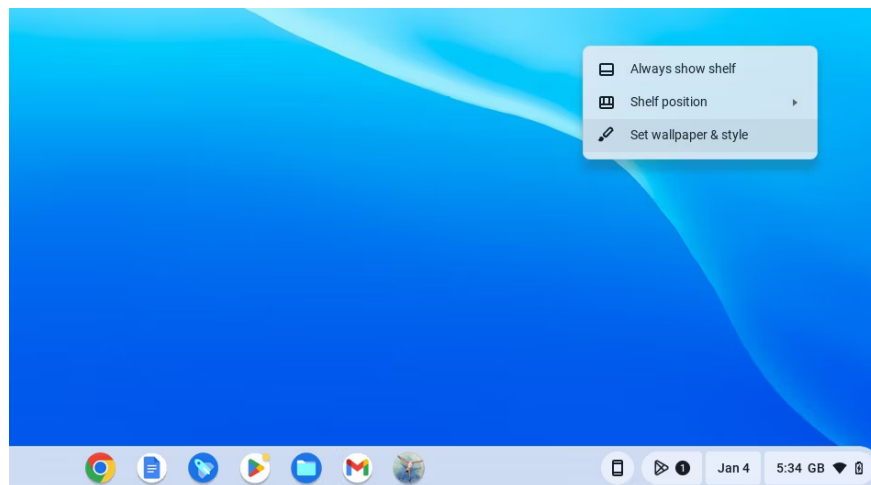 Always show shelf
Shelf position
Set wallpaper & style
1
Jan 4
5:34 GB